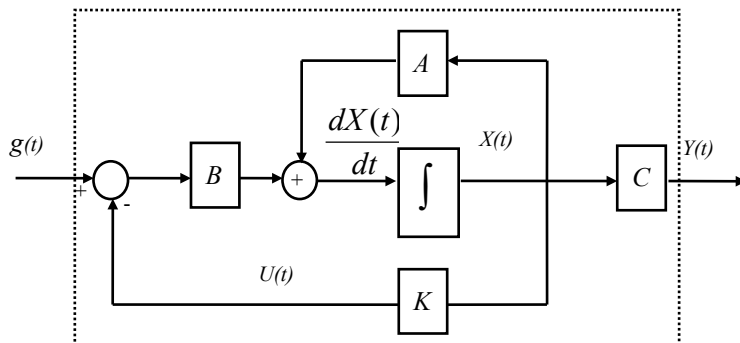 A
dX(t)
dt
X(t)
Y(t)
g(t)
+
-
B
+
∫
C
U(t)
K